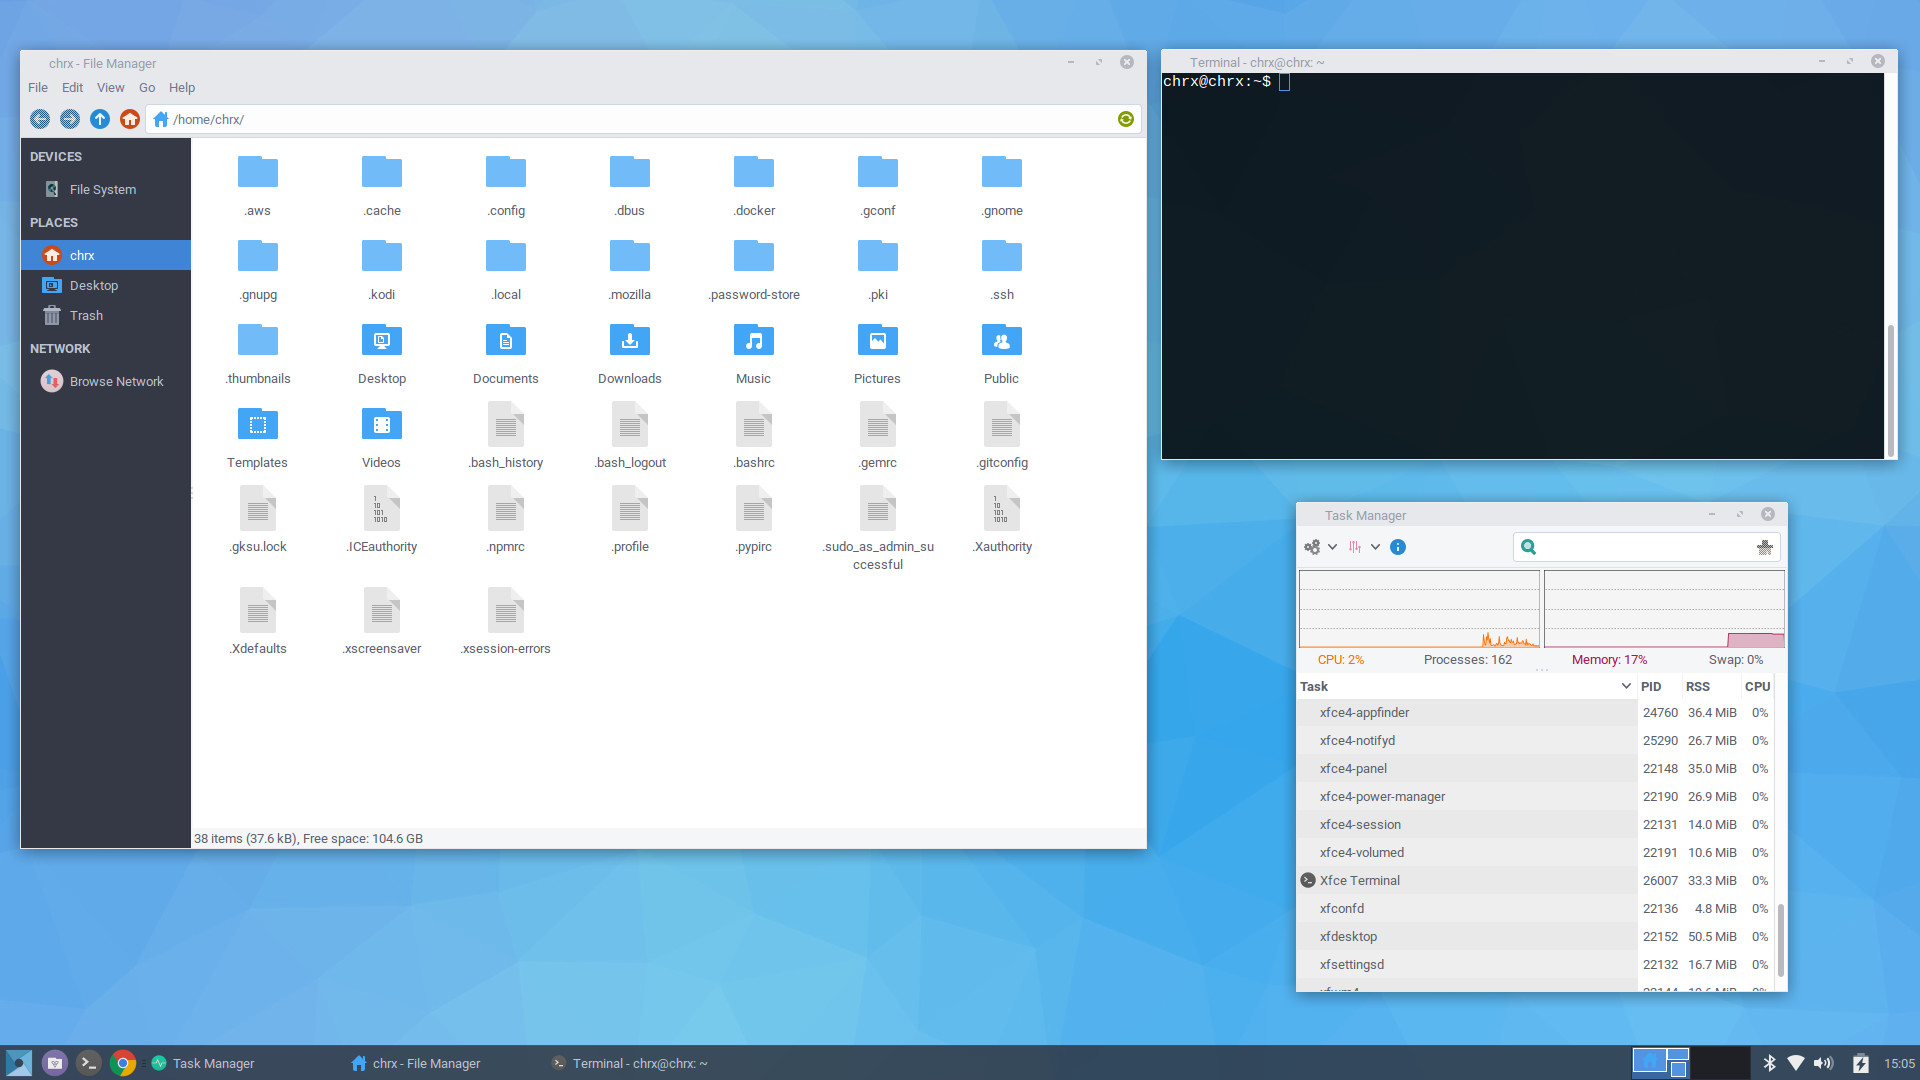 chrx - File Manager
File Edit View Go Help
/home/chrx/
DEVICES
File System
PLACES
chrx
Desktop
Trash
NETWORK
Browse Network
.aws .cache .config .dbus .docker .gconf .gnome
.gnupg .kodi .local .mozilla .password-store .pki .ssh
.thumbnails Desktop Documents Downloads Music Pictures Public
Templates Videos .bash_history .bash_logout .bashrc .gemrc .gitconfig
.gksu.lock .ICEauthority .npmrc .profile .pypirc .sudo_as_admin_su .Xauthority
ccessful
.Xdefaults .xscreensaver .xsession-errors
38 items (37.6 kB), Free space: 104.6 GB
Terminal - chrx@chrx: ~
chrx@chrx:~$
Task Manager
CPU: 2% Processes: 162 Memory: 17% Swap: 0%
Task PID RSS CPU
xfce4-appfinder 24760 36.4 MiB 0%
xfce4-notifyd 25290 26.7 MiB 0%
xfce4-panel 22148 35.0 MiB 0%
xfce4-power-manager 22190 26.9 MiB 0%
xfce4-session 22131 14.0 MiB 0%
xfce4-volumed 22191 10.6 MiB 0%
Xfce Terminal 26007 33.3 MiB 0%
xfconfd 22136 4.8 MiB 0%
xfdesktop 22152 50.5 MiB 0%
xfsettingsd 22132 16.7 MiB 0%
Task Manager chrx - File Manager Terminal - chrx@chrx: ~ 15:05